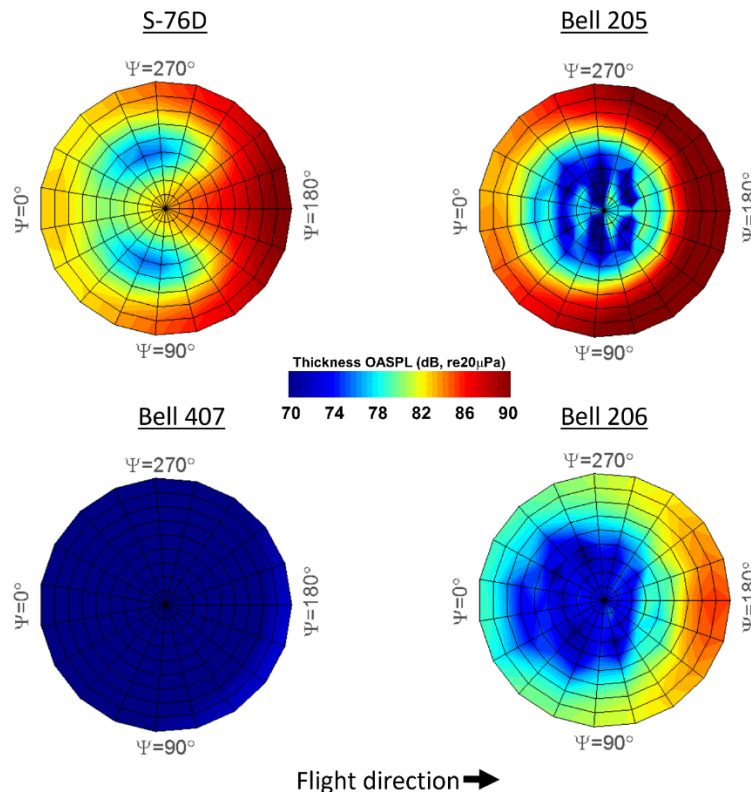 S-76D
Bell 205
Ψ=270°
Ψ=270°
Ψ=0°
Ψ=180°
Ψ=0°
Ψ=180°
Ψ=90°
Ψ=90°
Thickness OASPL (dB, re20μPa)
70 74 78 82 86 90
Bell 407
Bell 206
Ψ=270°
Ψ=270°
Ψ=0°
Ψ=180°
Ψ=0°
Ψ=180°
Ψ=90°
Ψ=90°
Flight direction